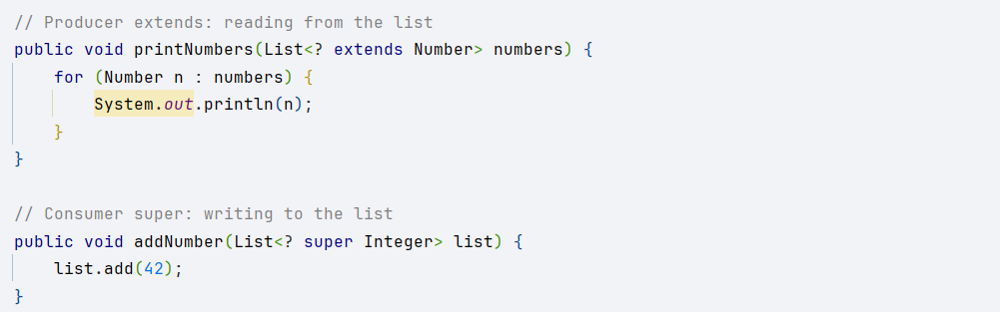 // Producer extends: reading from the list
public void printNumbers(List<? extends Number> numbers) {
    for (Number n : numbers) {
        System.out.println(n);
    }
}

// Consumer super: writing to the list
public void addNumber(List<? super Integer> list) {
    list.add(42);
}